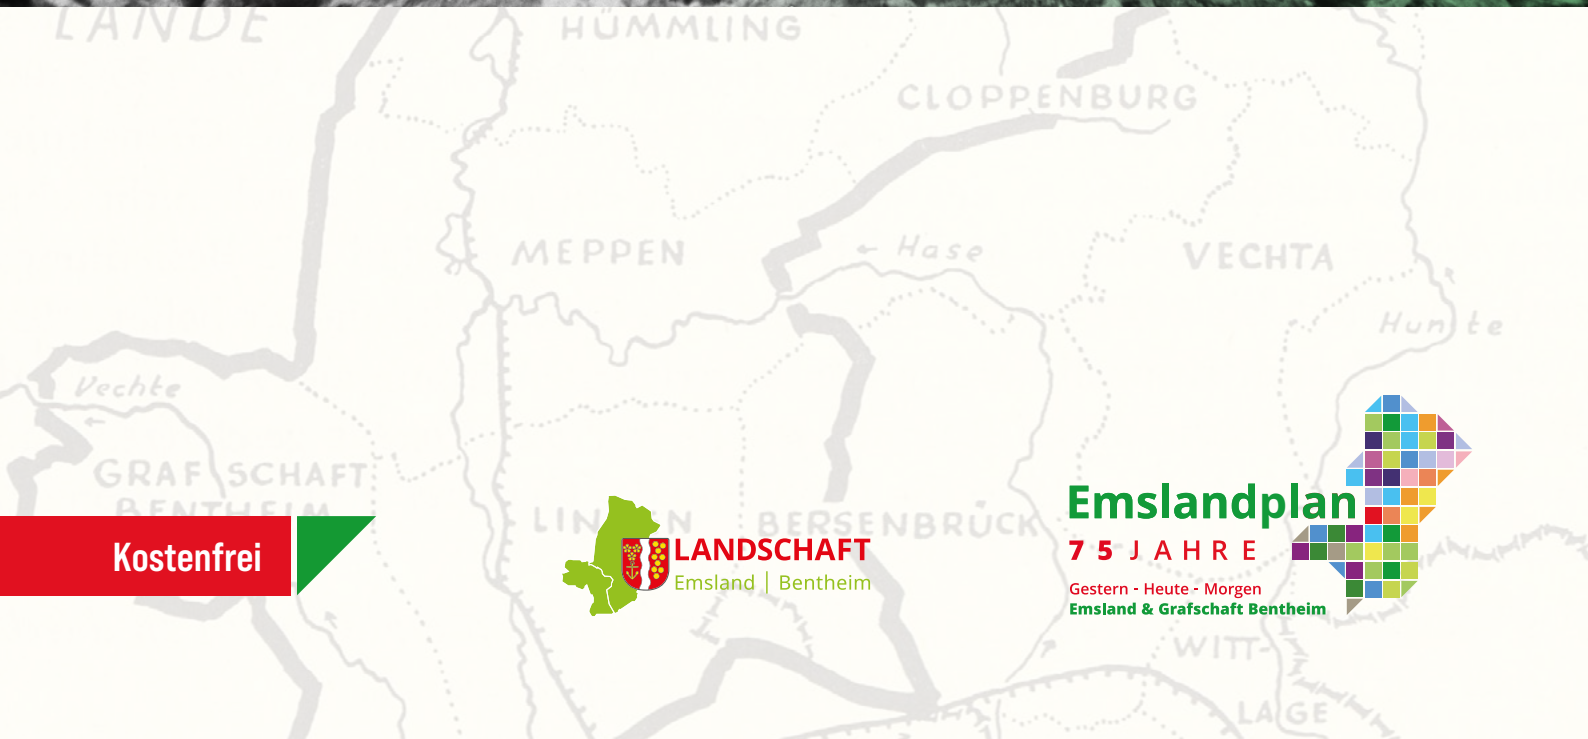 LANDE
HÜMMLING
CLOPPENBURG
MEPPEN
← Hase
VECHTA
Hunte
Vechte
GRAFSCHAFT
BENTHEIM
LINGEN
BERSENBRÜCK
Kostenfrei
LANDSCHAFT
Emsland | Bentheim
Emslandplan
75 JAHRE
Gestern - Heute - Morgen
Emsland & Grafschaft Bentheim
WITT-
LAGE